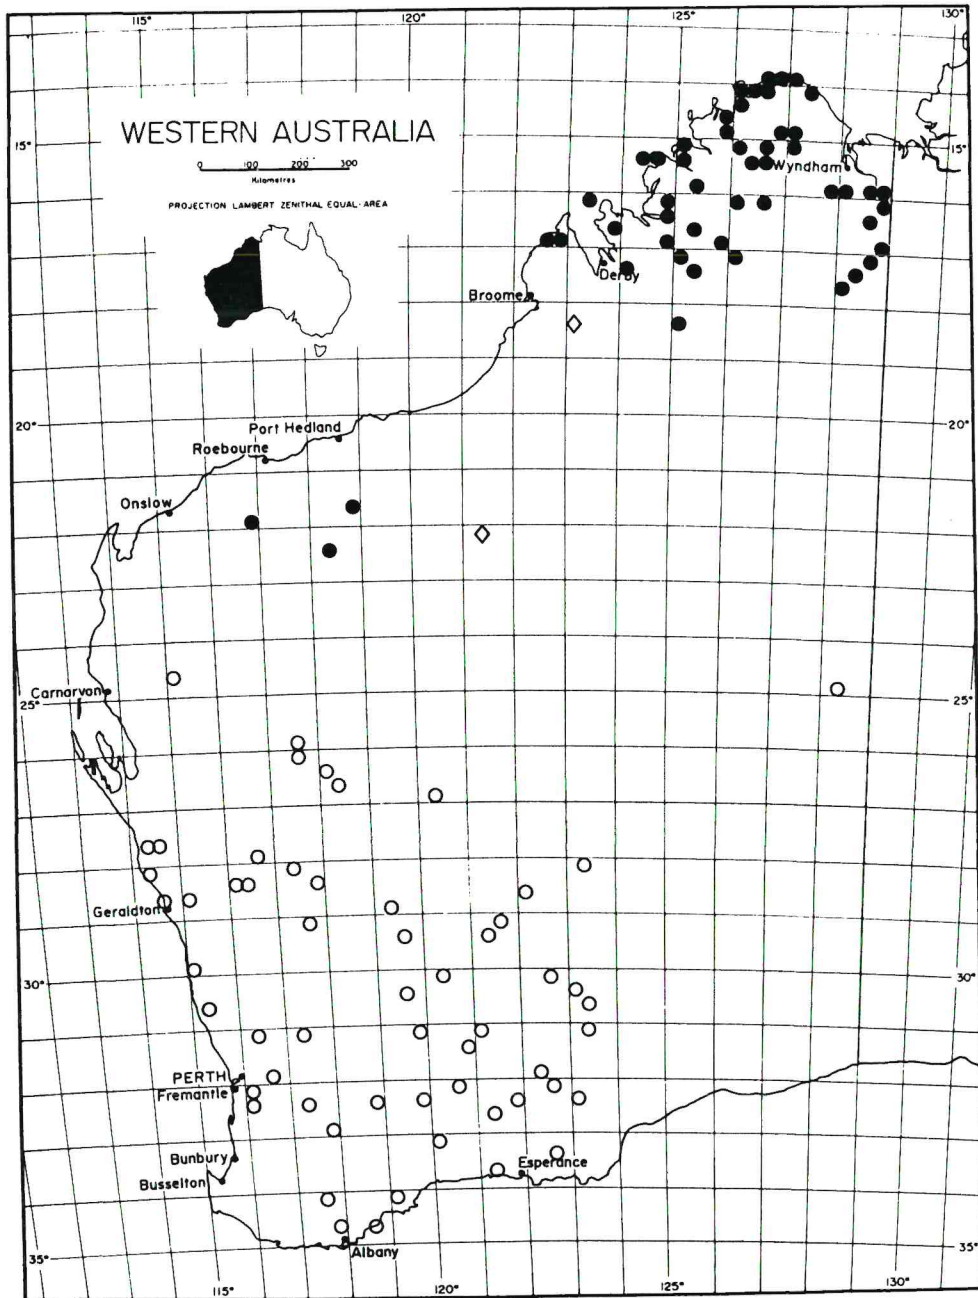 115° 120° 125° 130°
WESTERN AUSTRALIA
0 100 200 300
Kilometres
PROJECTION LAMBERT ZENITHAL EQUAL-AREA
15° 15°
Wyndham
Derby
Broome
20° 20°
Port Hedland
Roebourne
Onslow
Carnarvon
25° 25°
Geraldton
30° 30°
PERTH
Fremantle
Bunbury
Busselton
Esperance
Albany
35° 35°
115° 120° 125° 130°